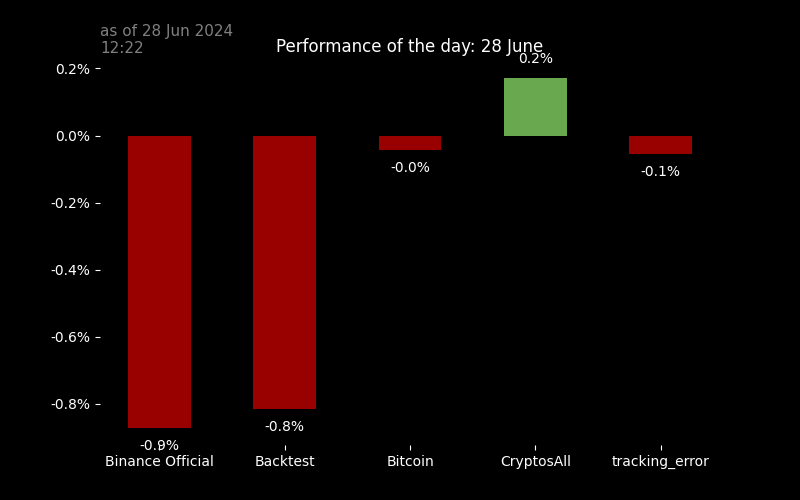 as of 28 Jun 2024
12:22
Performance of the day: 28 June
0.2%
0.2%
0.0%
-0.0%
-0.1%
-0.2%
-0.4%
-0.6%
-0.8%
-0.8%
-0.9%
Binance Official
Backtest
Bitcoin
CryptosAll
tracking_error